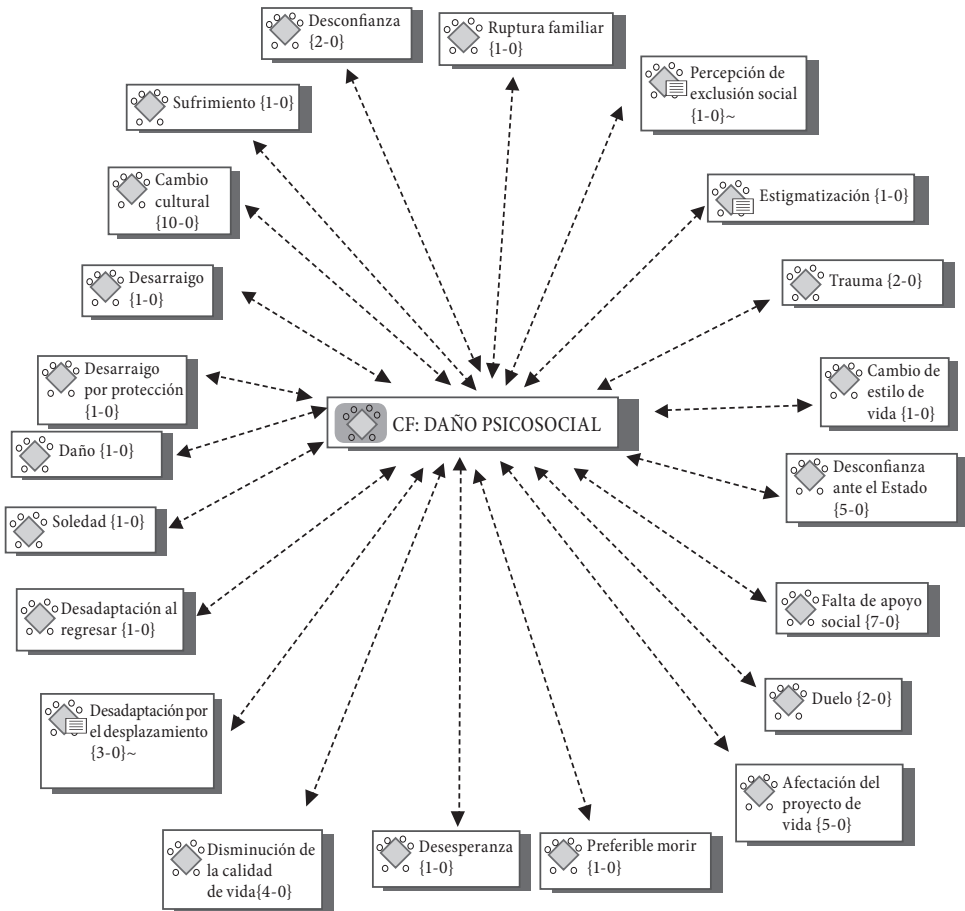 Desconfianza
{2-0}
Ruptura familiar
{1-0}
Percepción de
exclusión social
{1-0}~
Sufrimiento {1-0}
Cambio
cultural
{10-0}
Estigmatización {1-0}
Desarraigo
{1-0}
Trauma {2-0}
Desarraigo
por protección
{1-0}
Cambio de
estilo de
vida {1-0}
CF: DAÑO PSICOSOCIAL
Daño {1-0}
Desconfianza
ante el Estado
{5-0}
Soledad {1-0}
Desadaptación al
regresar {1-0}
Falta de apoyo
social {7-0}
Desadaptación por
el desplazamiento
{3-0}~
Duelo {2-0}
Afectación del
proyecto de
vida {5-0}
Disminución de
la calidad
de vida{4-0}
Desesperanza
{1-0}
Preferible morir
{1-0}